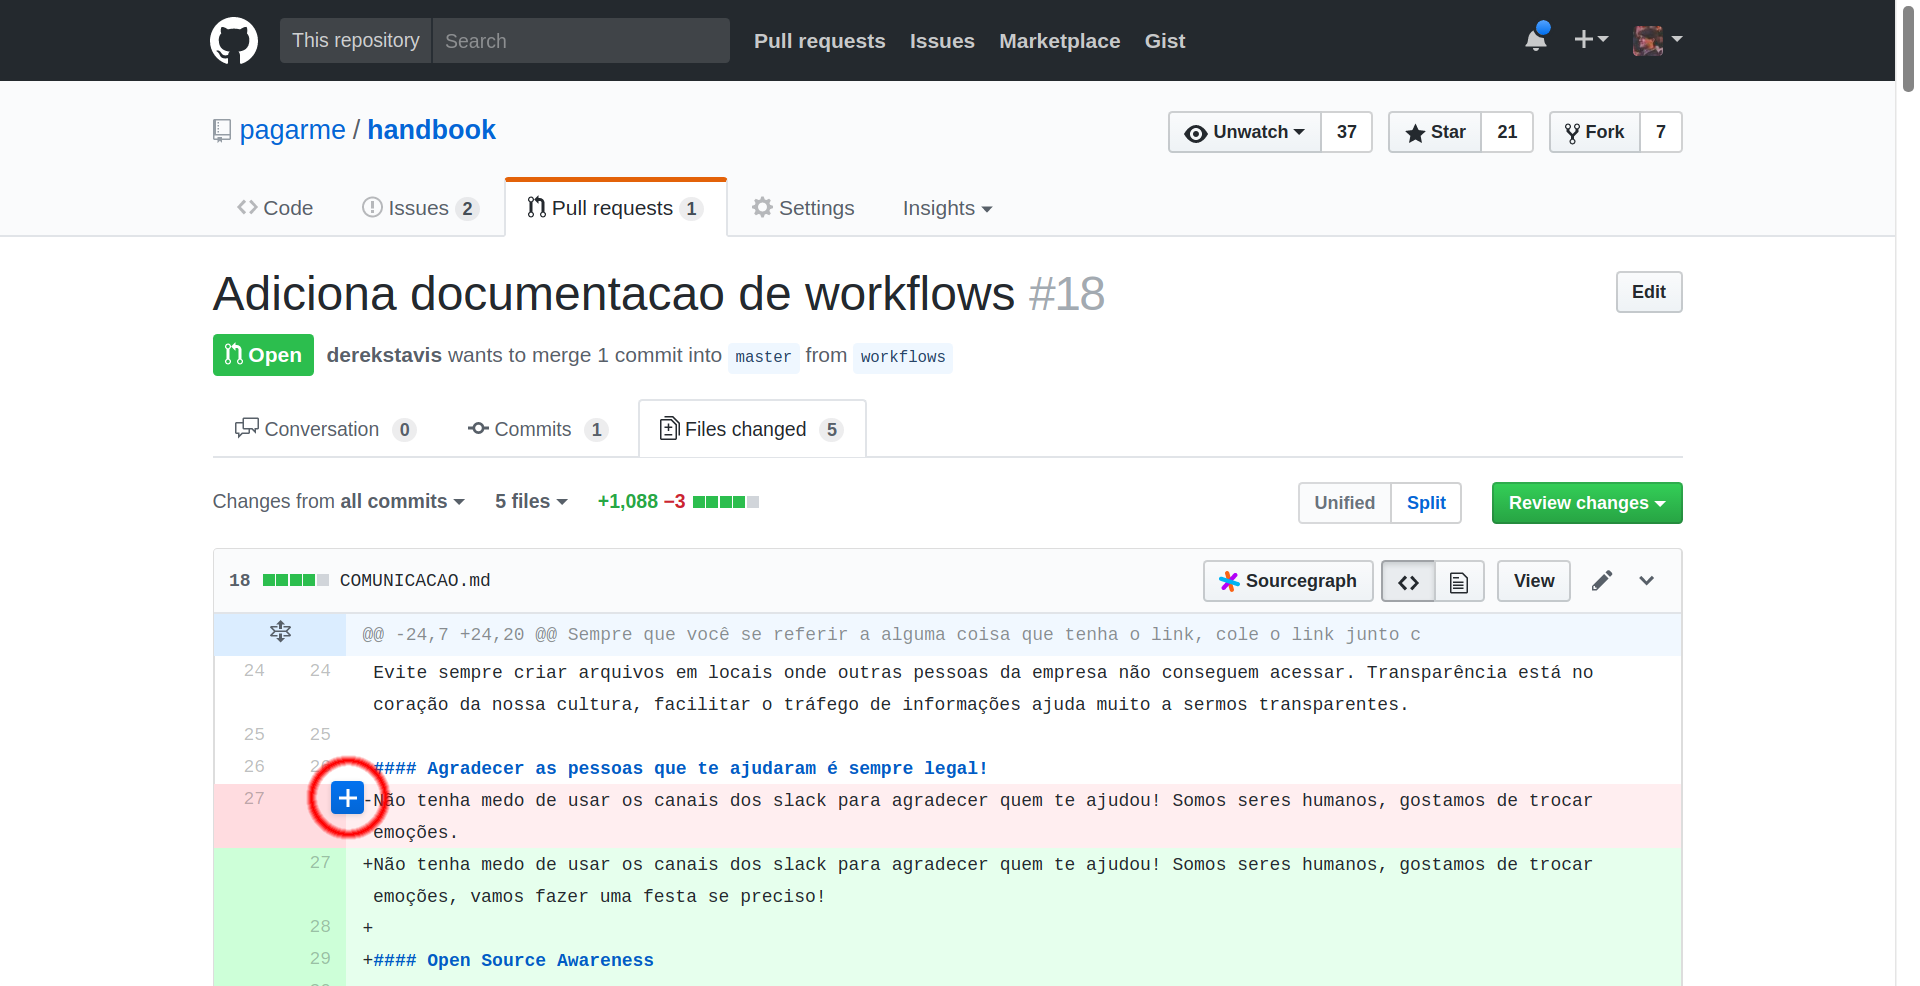 This repository Search Pull requests Issues Marketplace Gist
pagarme / handbook Unwatch 37 Star 21 Fork 7
Code Issues 2 Pull requests 1 Settings Insights
Adiciona documentacao de workflows #18 Edit
Open derekstavis wants to merge 1 commit into master from workflows
Conversation 0 Commits 1 Files changed 5
Changes from all commits 5 files +1,088 −3 Unified Split Review changes
18 COMUNICACAO.md Sourcegraph <> View
@@ -24,7 +24,20 @@ Sempre que você se referir a alguma coisa que tenha o link, cole o link junto c
24 24 Evite sempre criar arquivos em locais onde outras pessoas da empresa não conseguem acessar. Transparência está no
coração da nossa cultura, facilitar o tráfego de informações ajuda muito a sermos transparentes.
25 25
26 #### Agradecer as pessoas que te ajudaram é sempre legal!
27 -Não tenha medo de usar os canais dos slack para agradecer quem te ajudou! Somos seres humanos, gostamos de trocar
emoções.
27 +Não tenha medo de usar os canais dos slack para agradecer quem te ajudou! Somos seres humanos, gostamos de trocar
emoções, vamos fazer uma festa se preciso!
28 +
29 +#### Open Source Awareness